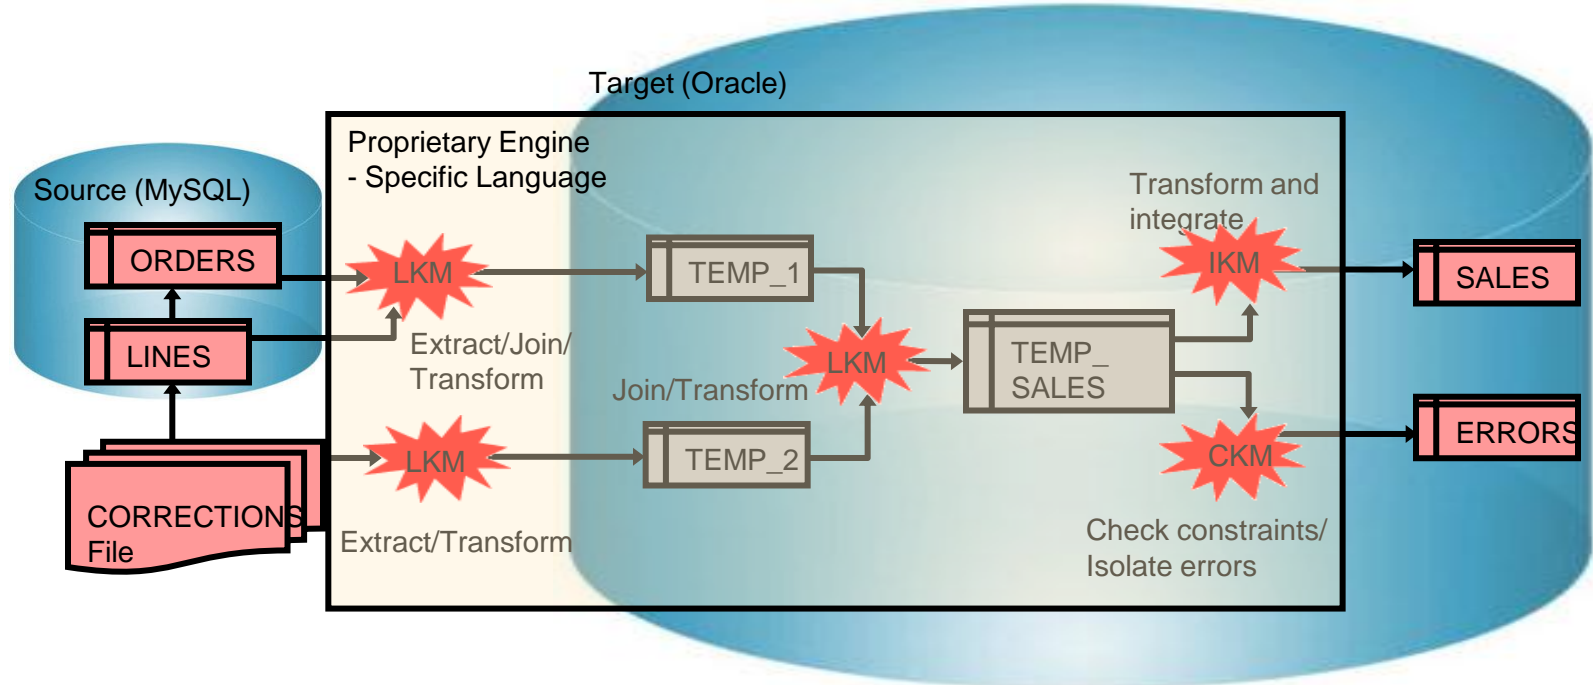 Target (Oracle)
Proprietary Engine
- Specific Language
Source (MySQL)
Transform and
integrate
ORDERS
LKM
TEMP_1
IKM
SALES
LINES
Extract/Join/
Transform
LKM
TEMP_
SALES
Join/Transform
LKM
TEMP_2
CKM
ERRORS
CORRECTIONS
File
Extract/Transform
Check constraints/
Isolate errors